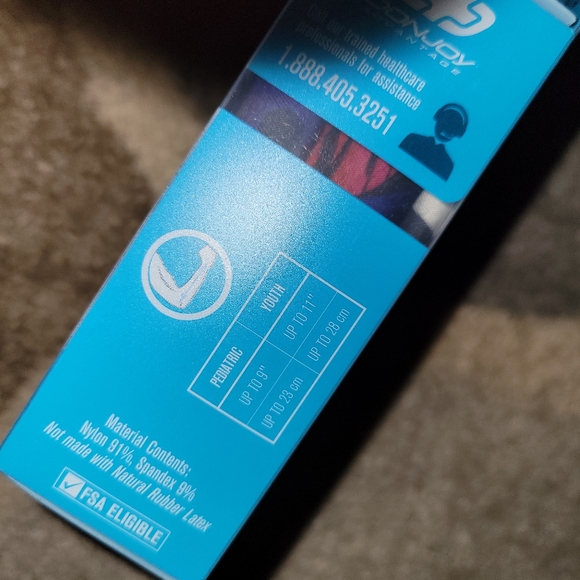 DONJOY
ADVANTAGE
our trained healthcare
professionals for assistance
1.888.405.3251
PEDIATRIC
YOUTH
UP TO 9"
UP TO 11"
UP TO 23 cm
UP TO 28 cm
Material Contents:
Nylon 91%, Spandex 9%
Not made with Natural Rubber Latex
FSA ELIGIBLE